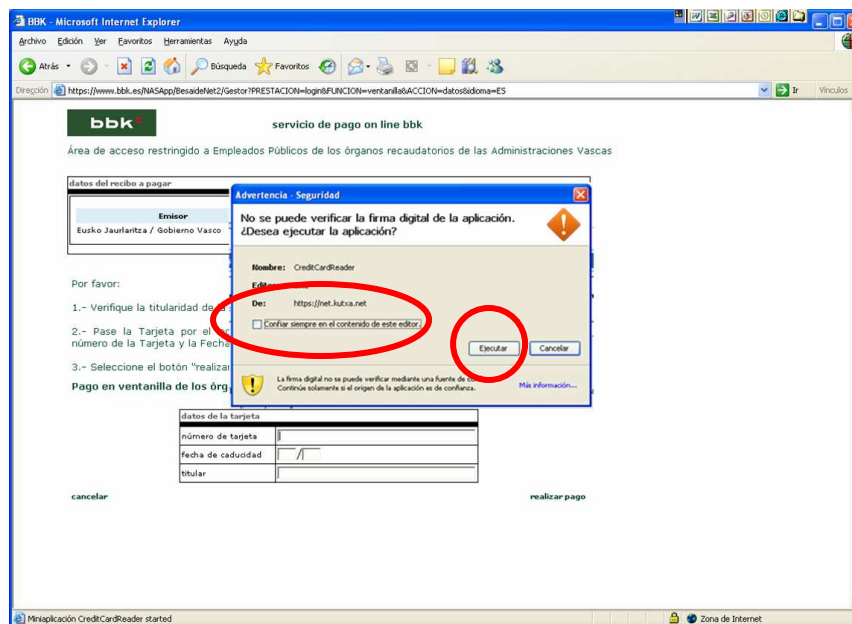 BBK - Microsoft Internet Explorer
Archivo Edición Ver Favoritos Herramientas Ayuda
Atrás Búsqueda Favoritos
Dirección https://www.bbk.es/NASApp/BesaideNet2/Gestor?PRESTACION=login&FUNCION=ventanilla&ACCION=datos&idioma=ES Ir Vínculos
bbk servicio de pago on line bbk
Área de acceso restringido a Empleados Públicos de los órganos recaudatorios de las Administraciones Vascas
datos del recibo a pagar
Emisor
Eusko Jaurlaritza / Gobierno Vasco
Advertencia - Seguridad
No se puede verificar la firma digital de la aplicación.
¿Desea ejecutar la aplicación?
Nombre: CreditCardReader
De: https://net.kutxa.net
Confiar siempre en el contenido de este editor.
Ejecutar Cancelar
La firma digital no se puede verificar mediante una fuente de
Continúe solamente si el origen de la aplicación es de confianza.
Más información...
Por favor:
1.- Verifique la titularidad de
2.- Pase la Tarjeta por el
número de la Tarjeta y la Fecha
3.- Seleccione el botón "realiza
Pago en ventanilla de los órg
datos de la tarjeta
número de tarjeta
fecha de caducidad /
titular
cancelar realizar pago
Miniaplicación CreditCardReader started Zona de Internet